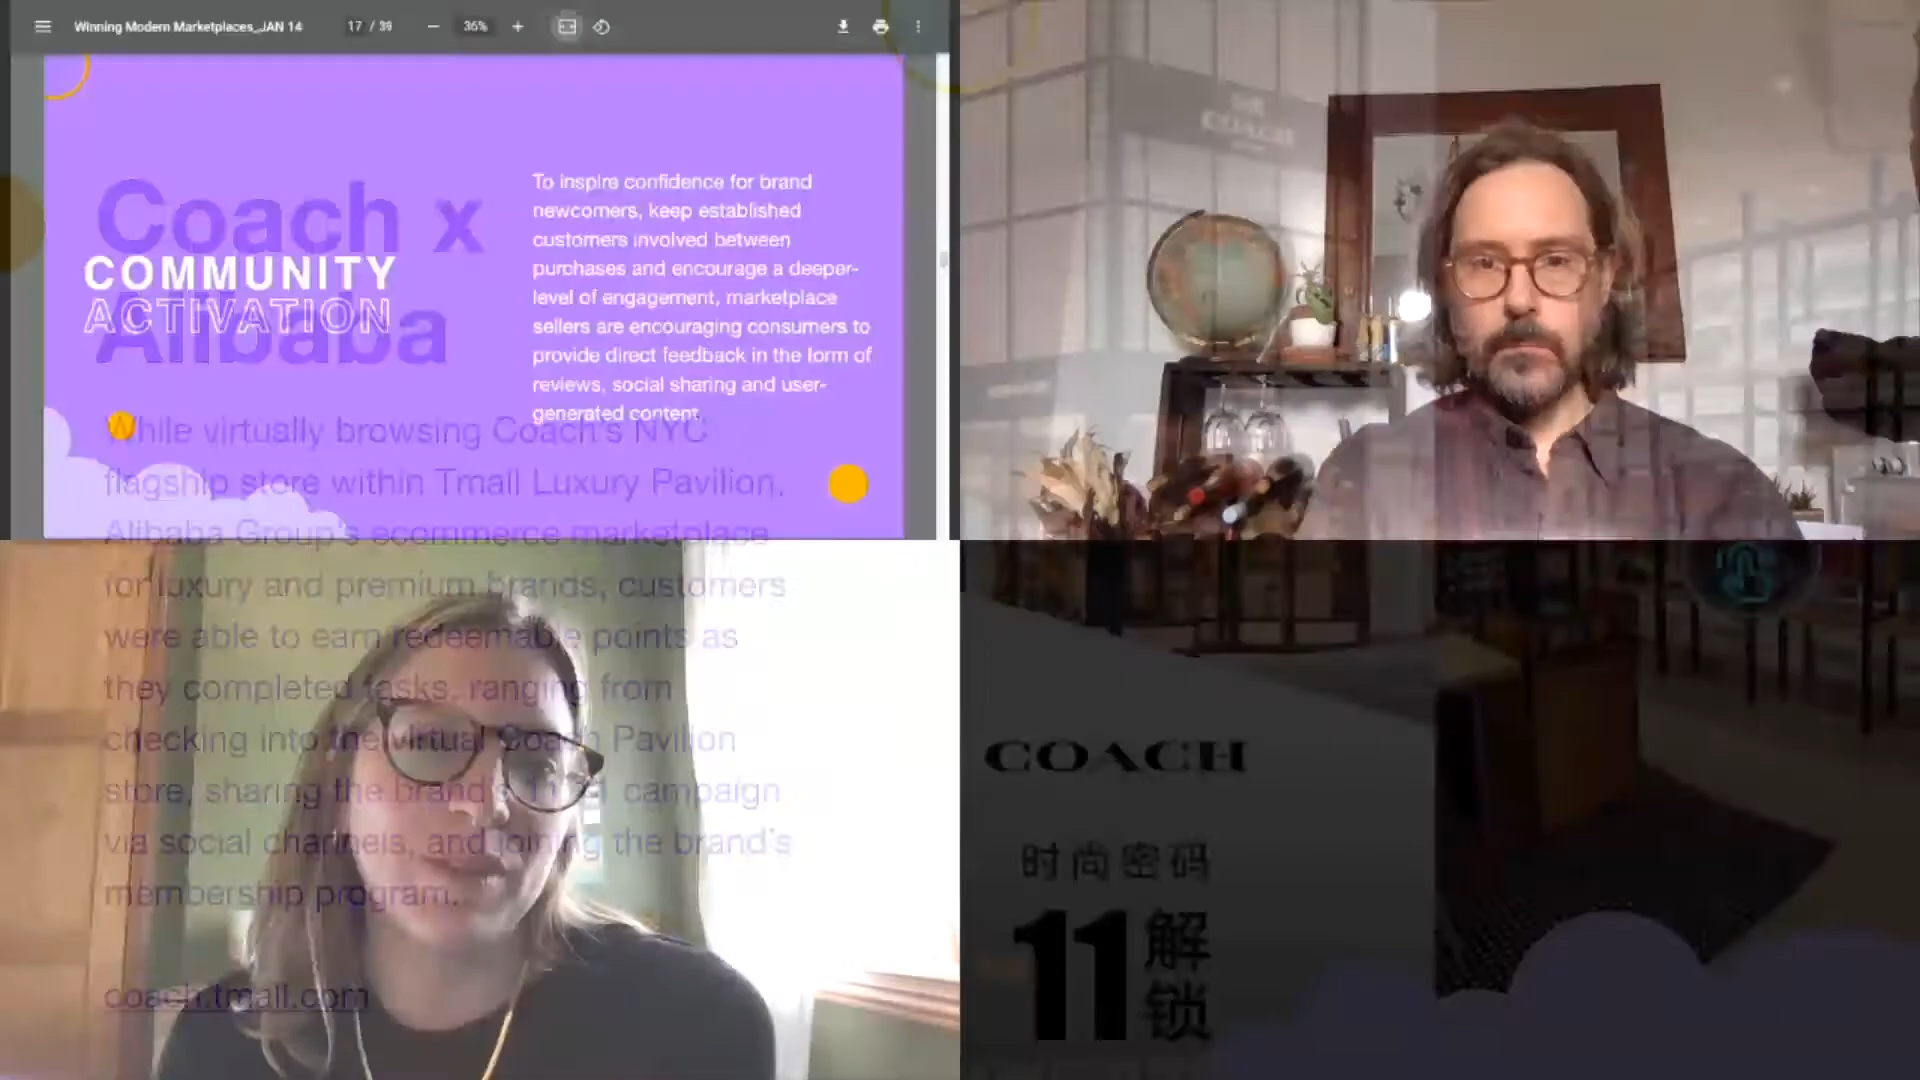 Winning Modern Marketplaces_JAN 14
17 / 39
36%
COMMUNITY
ACTIVATION
To inspire confidence for brand
newcomers, keep established
customers involved between
purchases and encourage a deeper-
level of engagement, marketplace
sellers are encouraging consumers to
provide direct feedback in the form of
reviews, social sharing and user-
generated content.
Coach x
Alibaba
While virtually browsing Coach's NYC
flagship store within Tmall Luxury Pavilion,
Alibaba Group's ecommerce marketplace
for luxury and premium brands, customers
were able to earn redeemable points as
they completed tasks, ranging from
checking into the virtual Coach Pavilion
store, sharing the brand's 11.11 campaign
via social channels, and joining the brand's
membership program.
coach.tmall.com
COACH
COACH
时尚密码
11解
锁